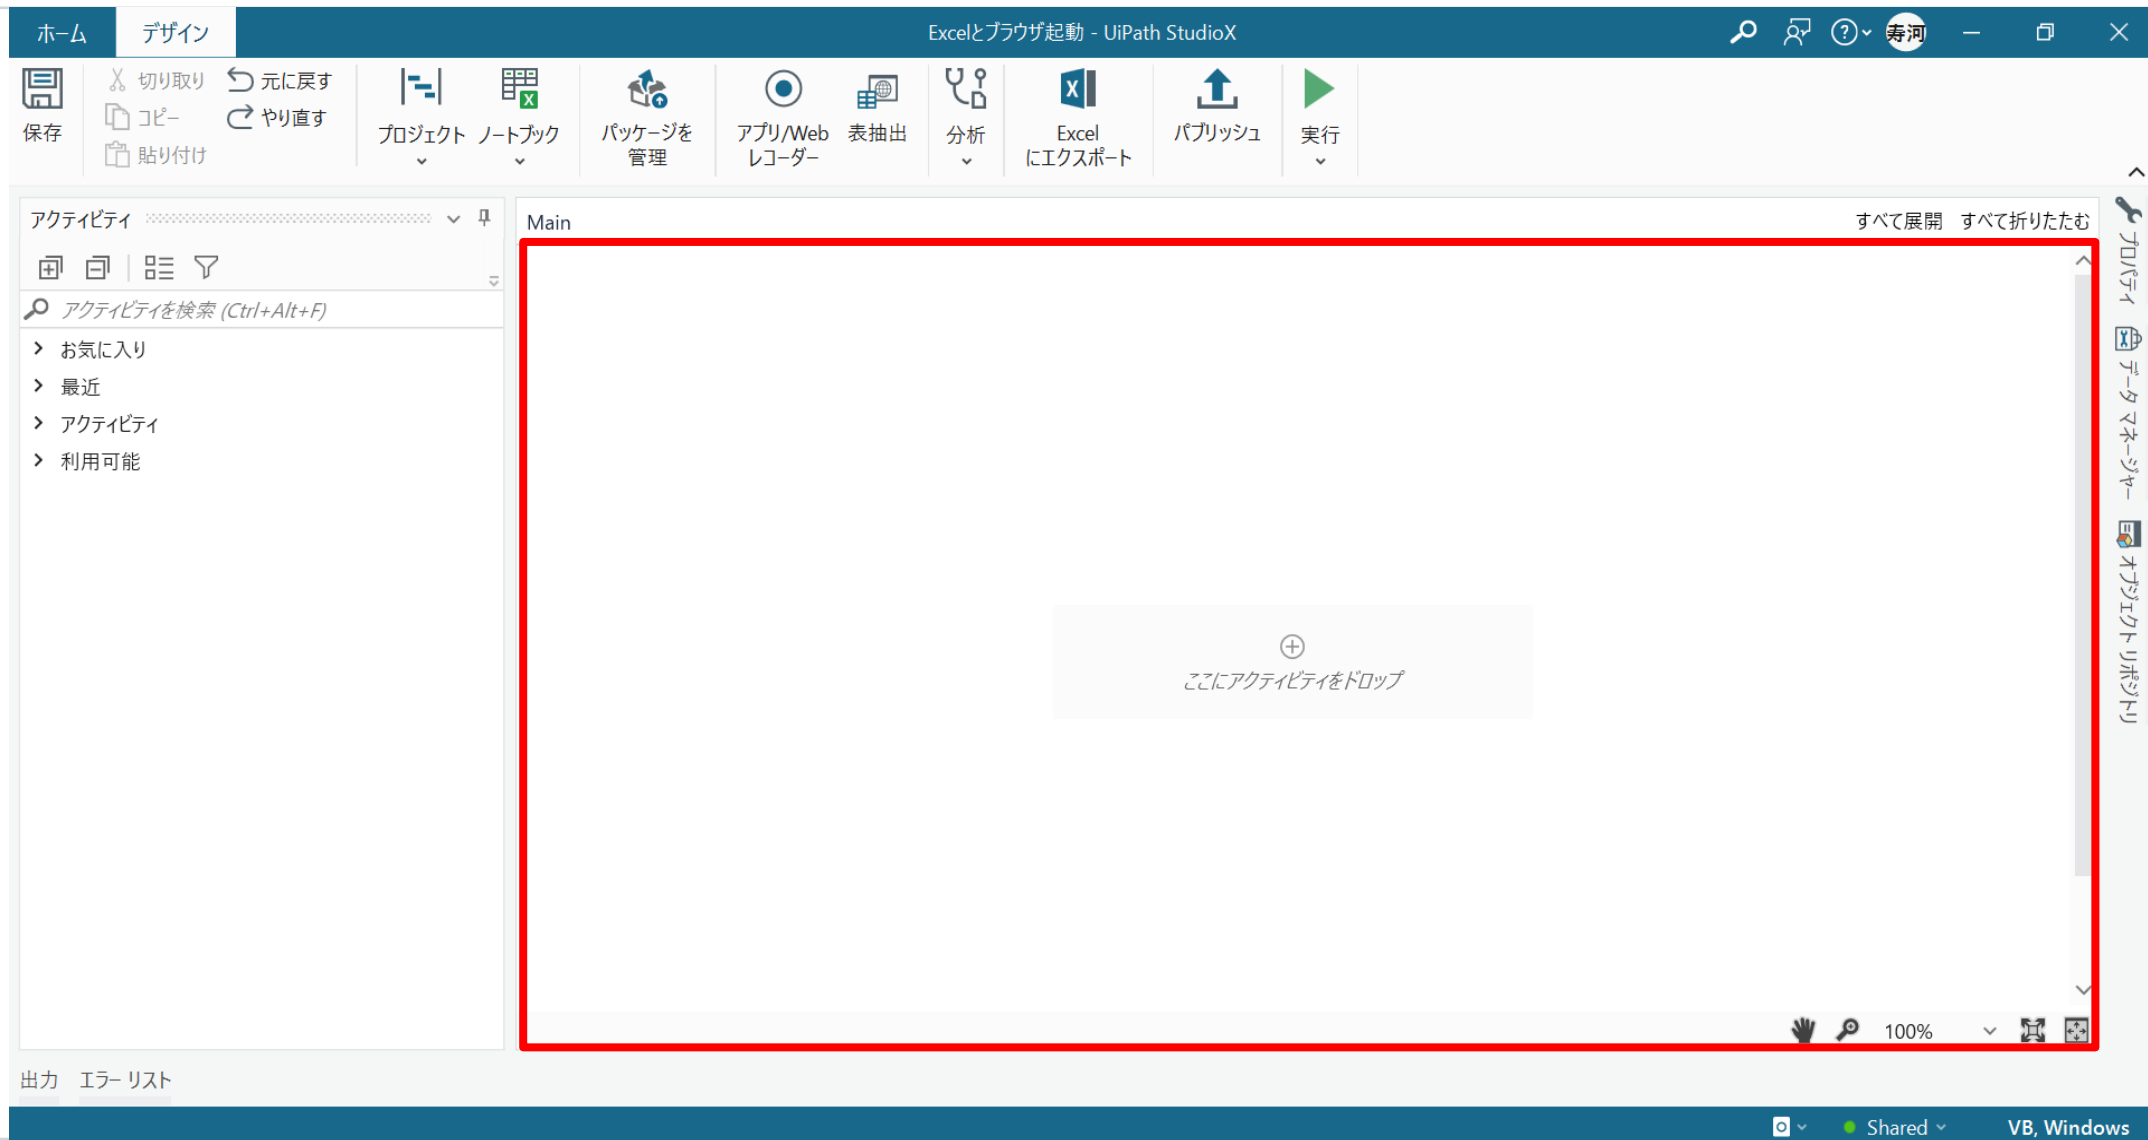 ホーム
デザイン
Excelとブラウザ起動 - UiPath StudioX
寿河
保存
切り取り
コピー
貼り付け
元に戻す
やり直す
プロジェクト
ノートブック
パッケージを
管理
アプリ/Web
レコーダー
表抽出
分析
Excel
にエクスポート
パブリッシュ
実行
アクティビティ
アクティビティを検索 (Ctrl+Alt+F)
お気に入り
最近
アクティビティ
利用可能
Main
すべて展開 すべて折りたたむ
ここにアクティビティをドロップ
100%
プロパティ
データ マネージャー
オブジェクト リポジトリ
出力 エラー リスト
Shared
VB, Windows